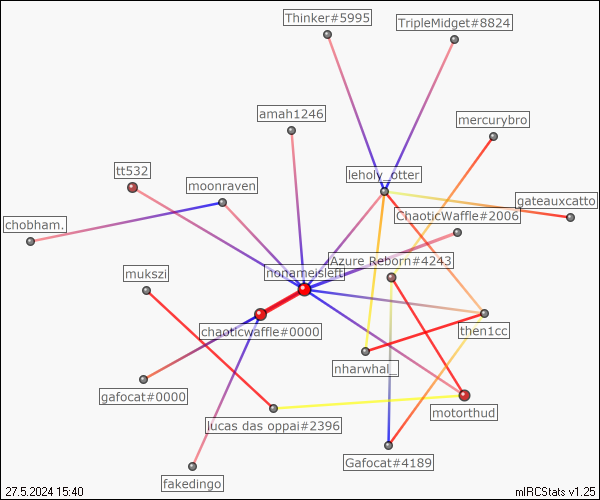 Thinker#5995
TripleMidget#8824
amah1246
mercurybro
tt532
leholy_otter
moonraven
gateauxcatto
chobham.
ChaoticWaffle#2006
Azure Reborn#4243
nonameisleft
mukszi
chaoticwaffle#0000
then1cc
nharwhal_
gafocat#0000
motorthud
lucas das oppai#2396
Gafocat#4189
fakedingo
27.5.2024 15:40
mIRCStats v1.25